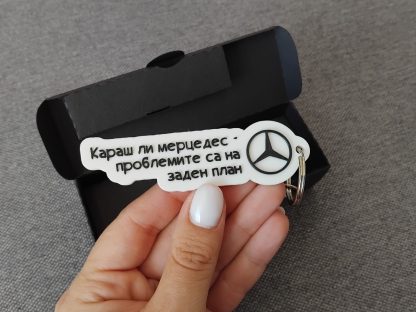 Караш ли мерцедес -
проблемите са на
заден план